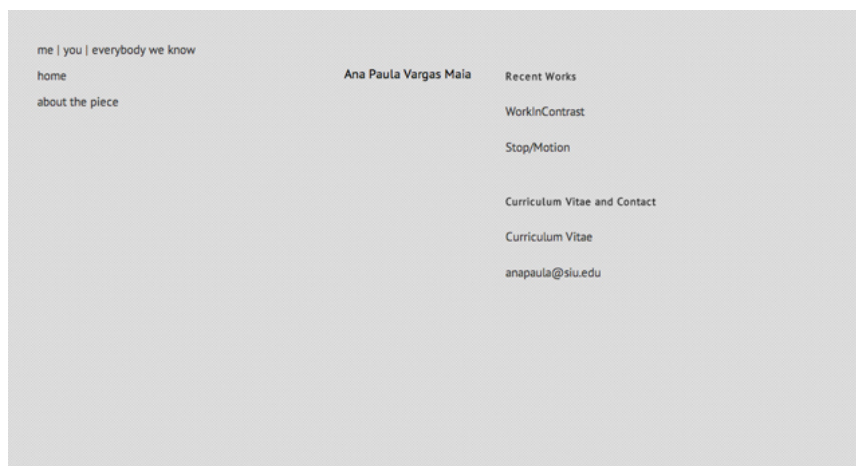 me | you | everybody we know
home
about the piece
Ana Paula Vargas Maia
Recent Works
WorkInContrast
Stop/Motion
Curriculum Vitae and Contact
Curriculum Vitae
anapaula@siu.edu